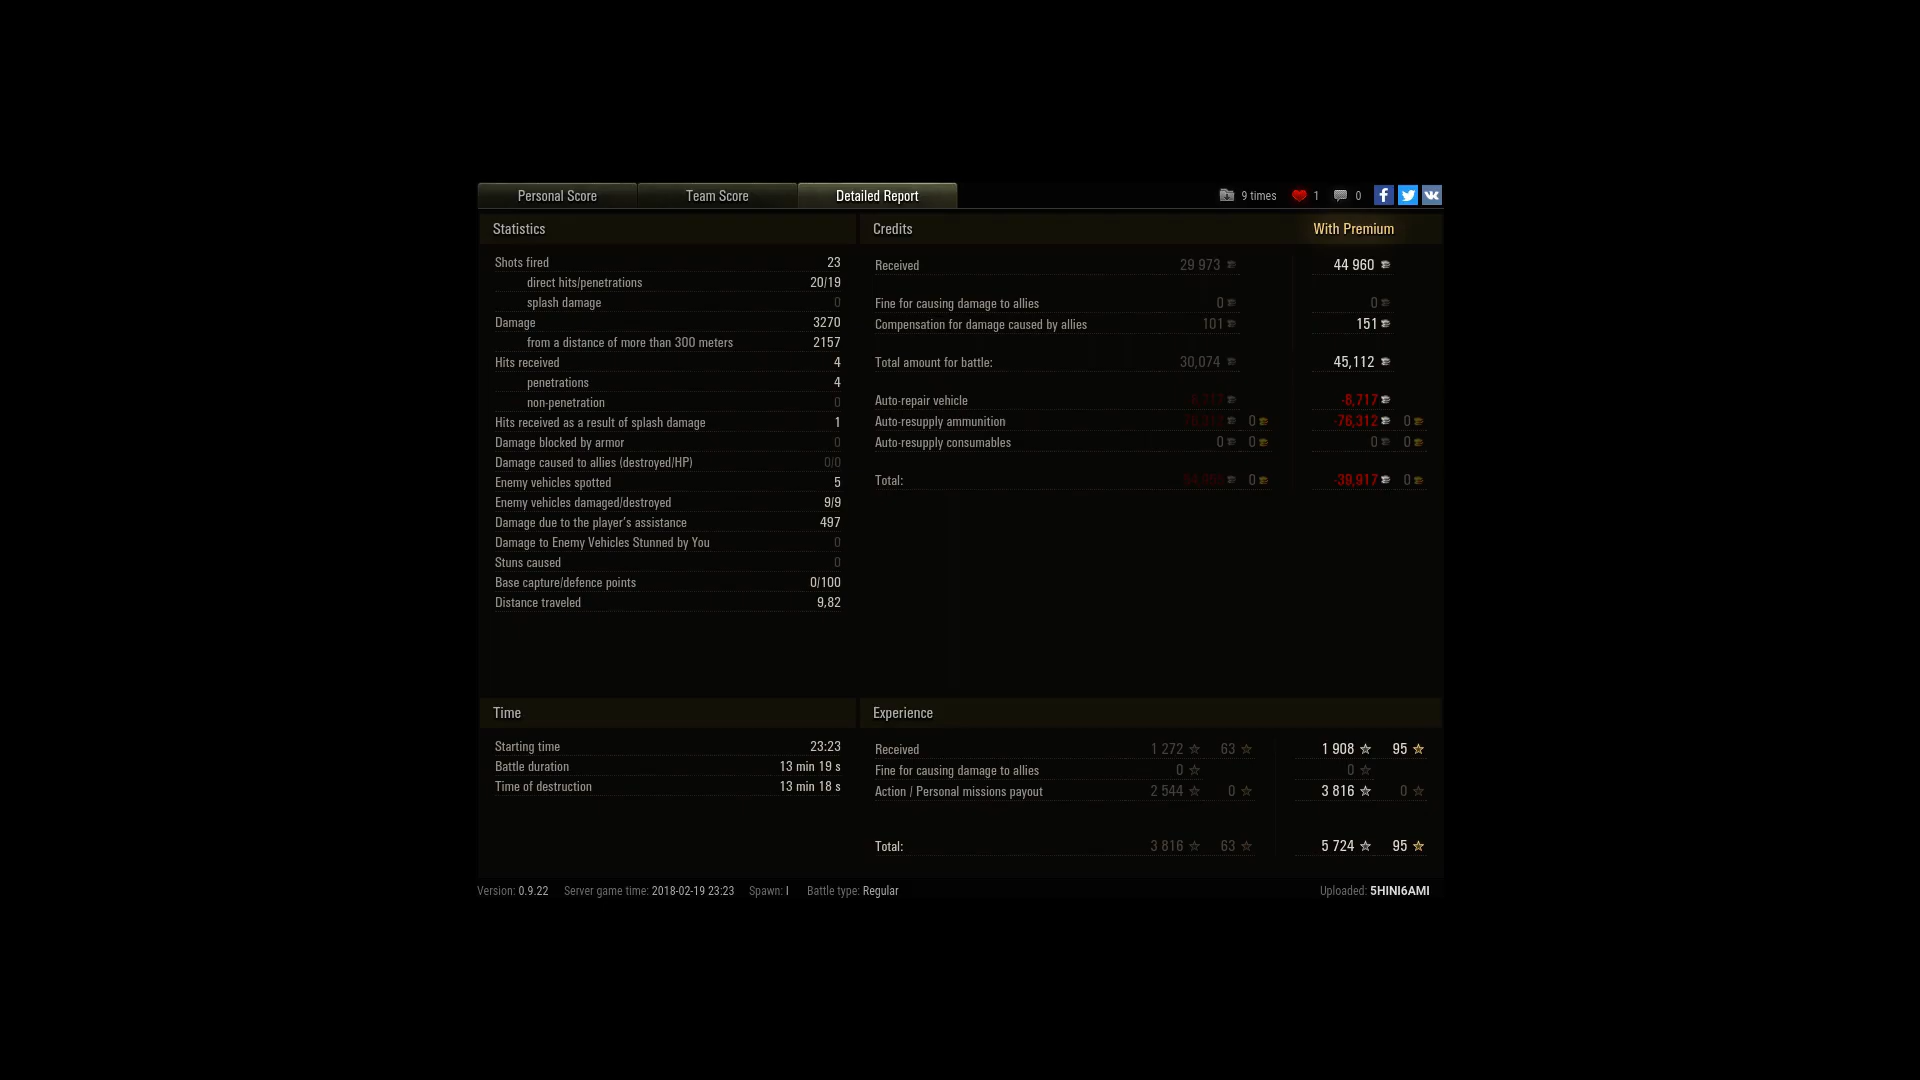 Personal Score Team Score Detailed Report 9 times 1 0
Statistics
Shots fired 23
direct hits/penetrations 20/19
splash damage 0
Damage 3270
from a distance of more than 300 meters 2157
Hits received 4
penetrations 4
non-penetration 0
Hits received as a result of splash damage 1
Damage blocked by armor 0
Damage caused to allies (destroyed/HP) 0/0
Enemy vehicles spotted 5
Enemy vehicles damaged/destroyed 9/9
Damage due to the player's assistance 497
Damage to Enemy Vehicles Stunned by You 0
Stuns caused 0
Base capture/defence points 0/100
Distance traveled 9,82
Credits With Premium
Received 29 973 44 960
Fine for causing damage to allies 0 0
Compensation for damage caused by allies 101 151
Total amount for battle: 30,074 45,112
Auto-repair vehicle -8,717
Auto-resupply ammunition 0 -76,312 0
Auto-resupply consumables 0 0 0 0
Total: 0 -39,917 0
Time
Starting time 23:23
Battle duration 13 min 19 s
Time of destruction 13 min 18 s
Experience
Received 1 272 63 1 908 95
Fine for causing damage to allies 0 0
Action / Personal missions payout 2 544 0 3 816 0
Total: 3 816 63 5 724 95
Version: 0.9.22 Server game time: 2018-02-19 23:23 Spawn: I Battle type: Regular Uploaded: 5HINI6AMI